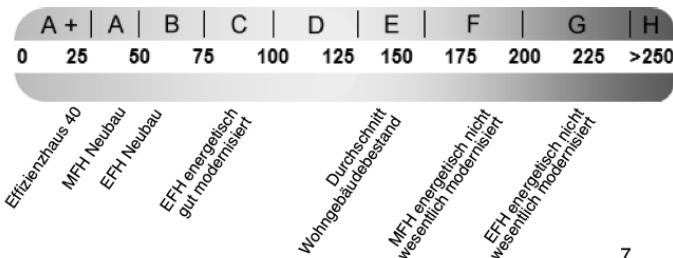 A+ | A | B | C | D | E | F | G | H
0 25 50 75 100 125 150 175 200 225 >250
Effizienzhaus 40
MFH Neubau
EFH Neubau
EFH energetisch
gut modernisiert
Durchschnitt
Wohngebäudebestand
MFH energetisch nicht
wesentlich modernisiert
EFH energetisch nicht
wesentlich modernisiert
7